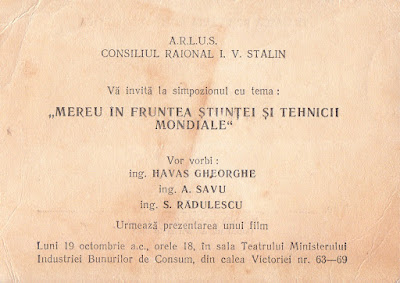 A.R.L.U.S.
CONSILIUL RAIONAL I. V. STALIN
Vă invită la simpozionul cu tema :
„MEREU IN FRUNTEA ȘTIINȚEI ȘI TEHNICII
MONDIALE“
Vor vorbi :
ing. HAVAS GHEORGHE
ing. A. SAVU
ing. S. RADULESCU
Urmează prezentarea unui film
Luni 19 octombrie a.c., orele 18, în sala Teatrului Ministerului
Industriei Bunurilor de Consum, din calea Victoriei nr. 63—69